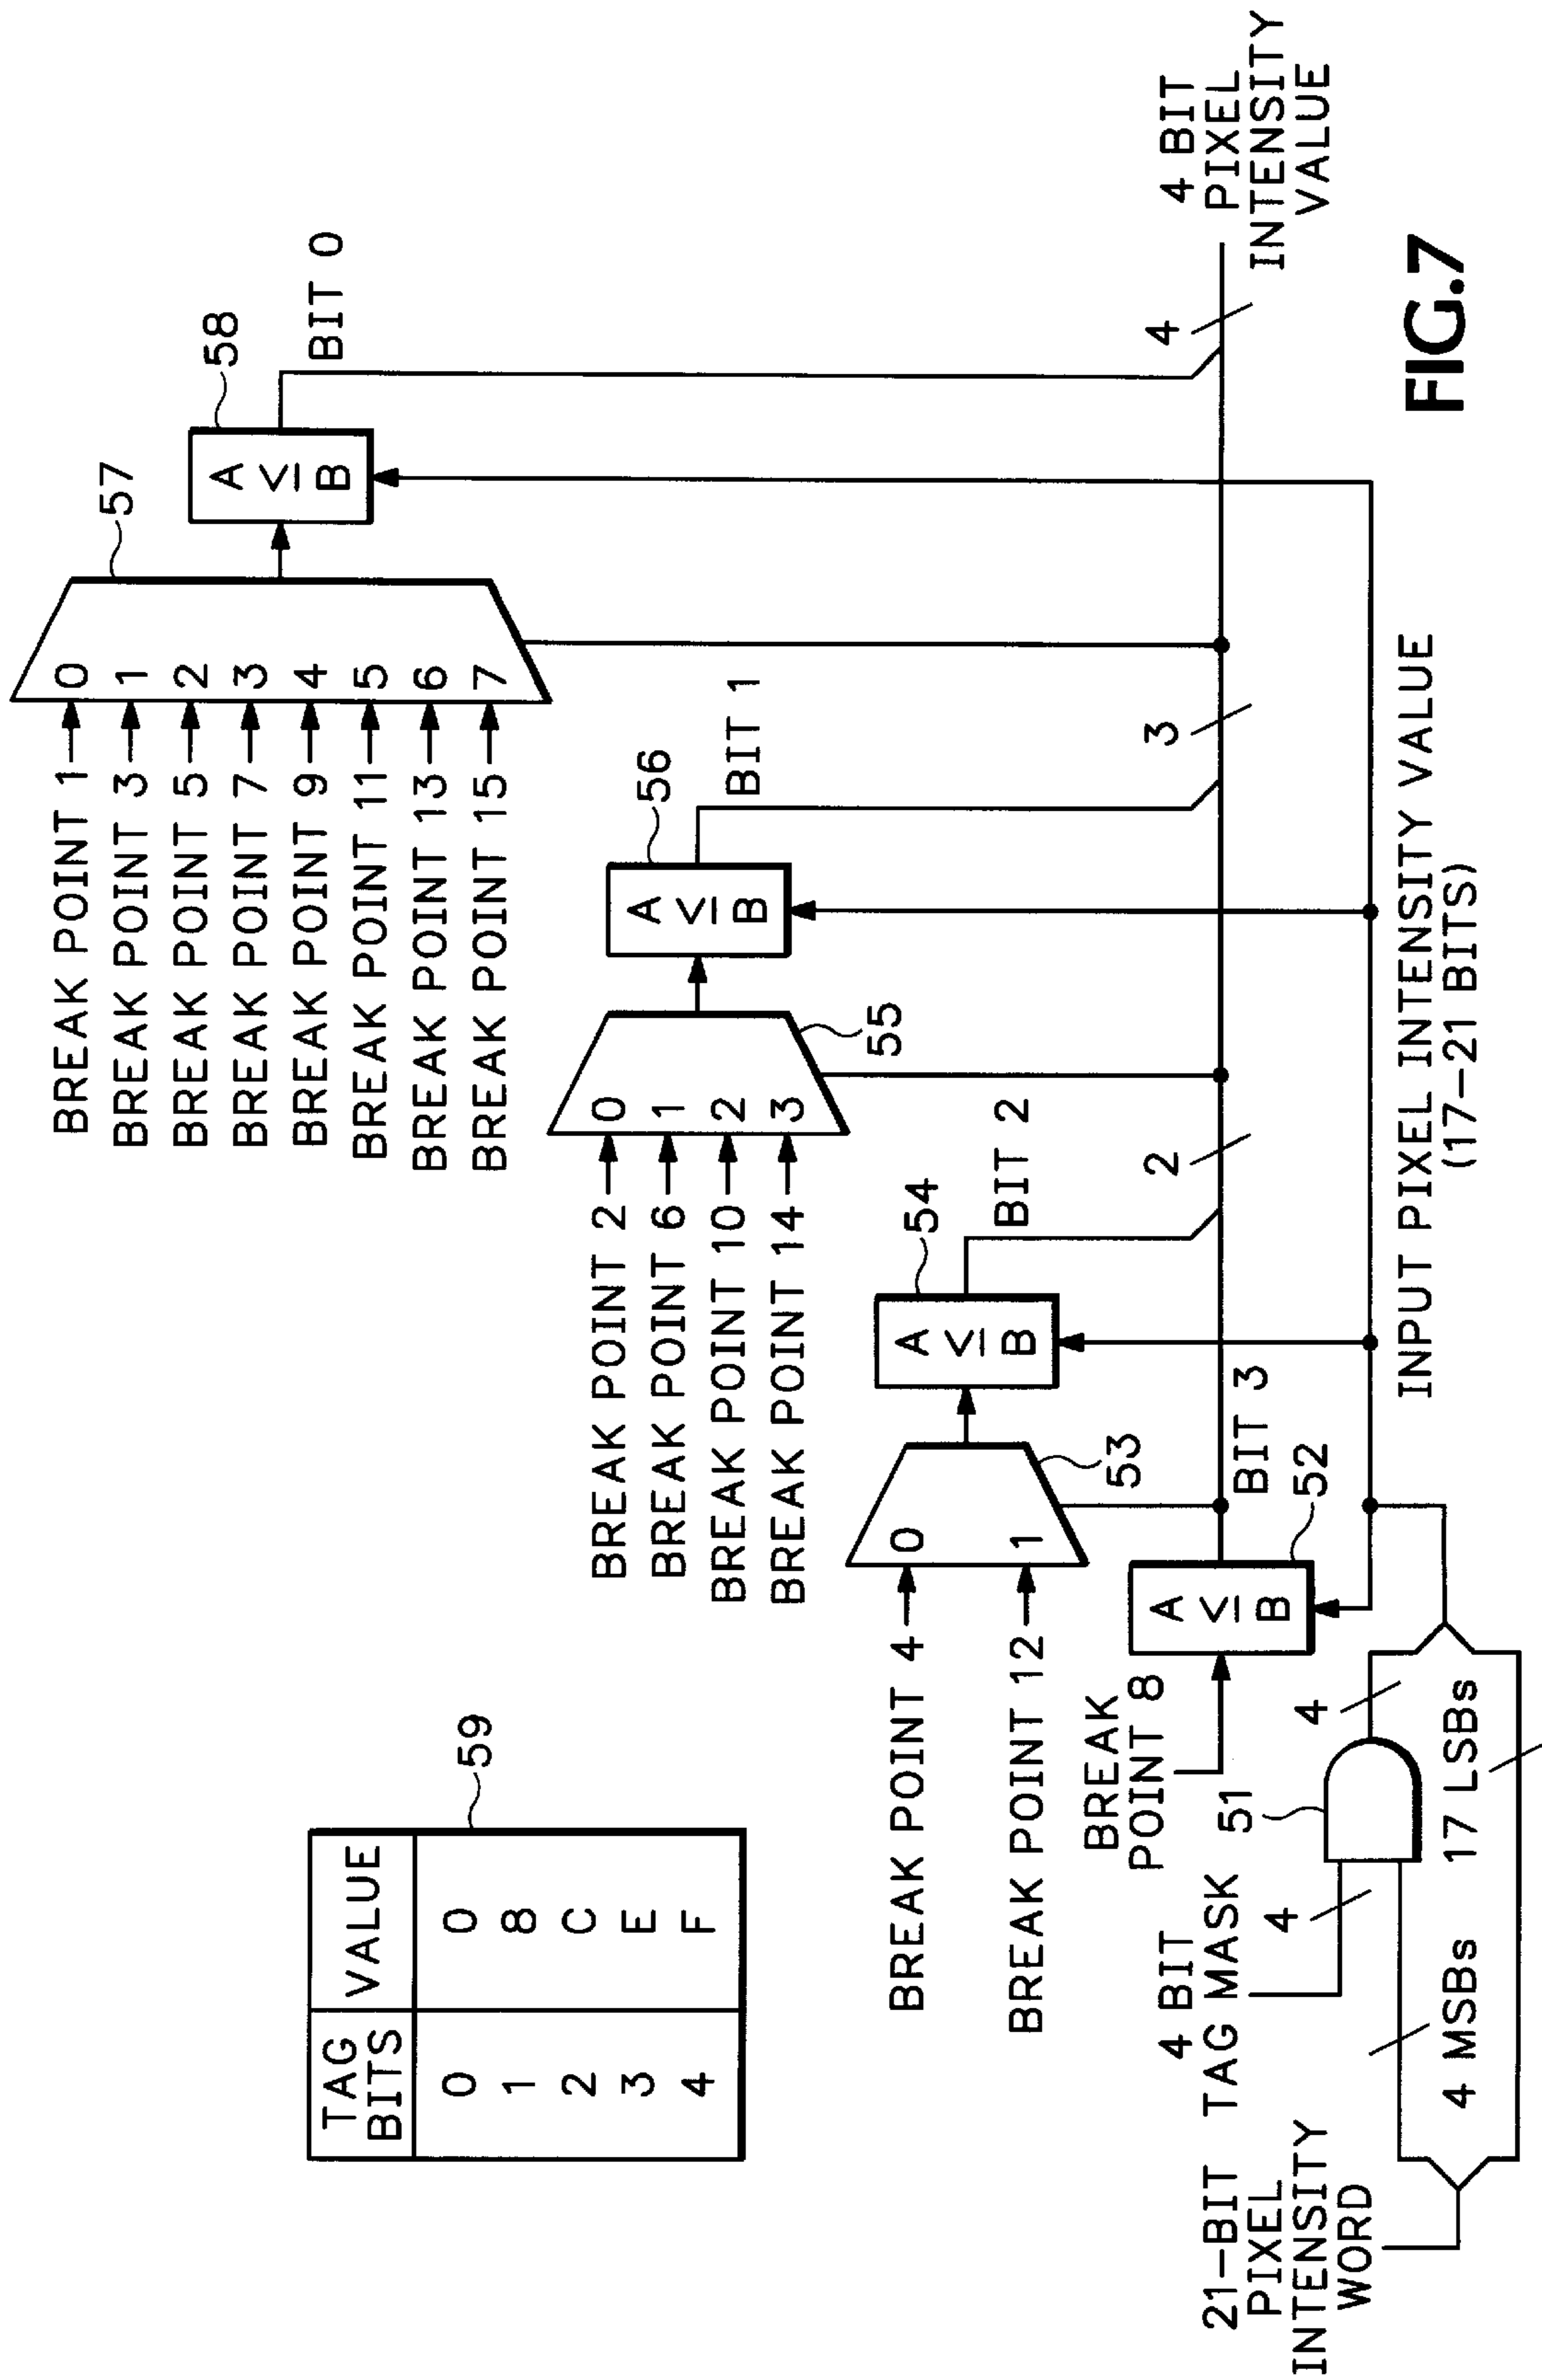 TAG BITS
VALUE
0 0
1 8
2 C
3 E
4 F
59
BREAK POINT 1
BREAK POINT 3
BREAK POINT 5
BREAK POINT 7
BREAK POINT 9
BREAK POINT 11
BREAK POINT 13
BREAK POINT 15
0
1
2
3
4
5
6
7
57
A
≤
B
58
BIT 0
BREAK POINT 2
BREAK POINT 6
BREAK POINT 10
BREAK POINT 14
0
1
2
3
55
A
≤
B
56
BIT 1
BREAK POINT 4
BREAK POINT 12
0
1
53
A
≤
B
54
BIT 2
BREAK
POINT 8
A
≤
B
52
BIT 3
2
3
4
4 BIT
PIXEL
INTENSITY
VALUE
21-BIT
PIXEL
INTENSITY
WORD
4 BIT
TAG MASK
4
51
4
4 MSBs
17 LSBs
INPUT PIXEL INTENSITY VALUE
(17-21 BITS)
FIG.7